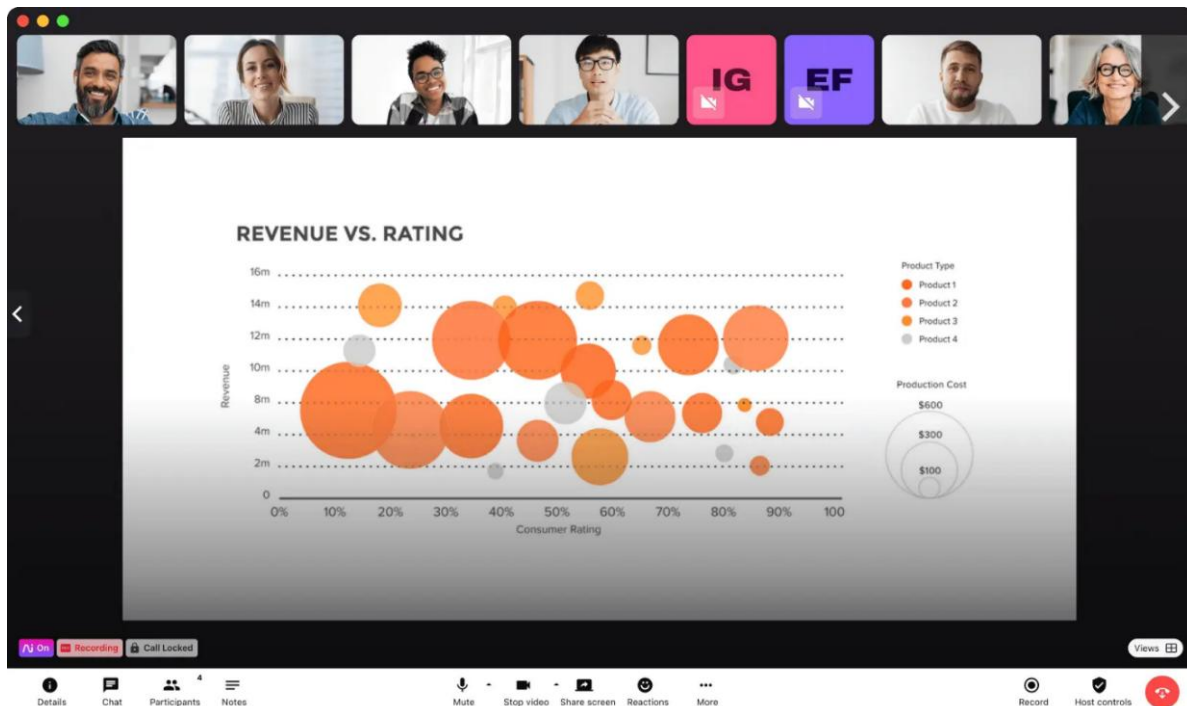 IG
EF
REVENUE VS. RATING
16m
14m
12m
10m
8m
4m
2m
0
Revenue
0% 10% 20% 30% 40% 50% 60% 70% 80% 90% 100
Consumer Rating
Product Type
Product 1
Product 2
Product 3
Product 4
Production Cost
$600
$300
$100
On
Recording
Call Locked
Views
4
Details Chat Participants Notes Mute Stop video Share screen Reactions More Record Host controls